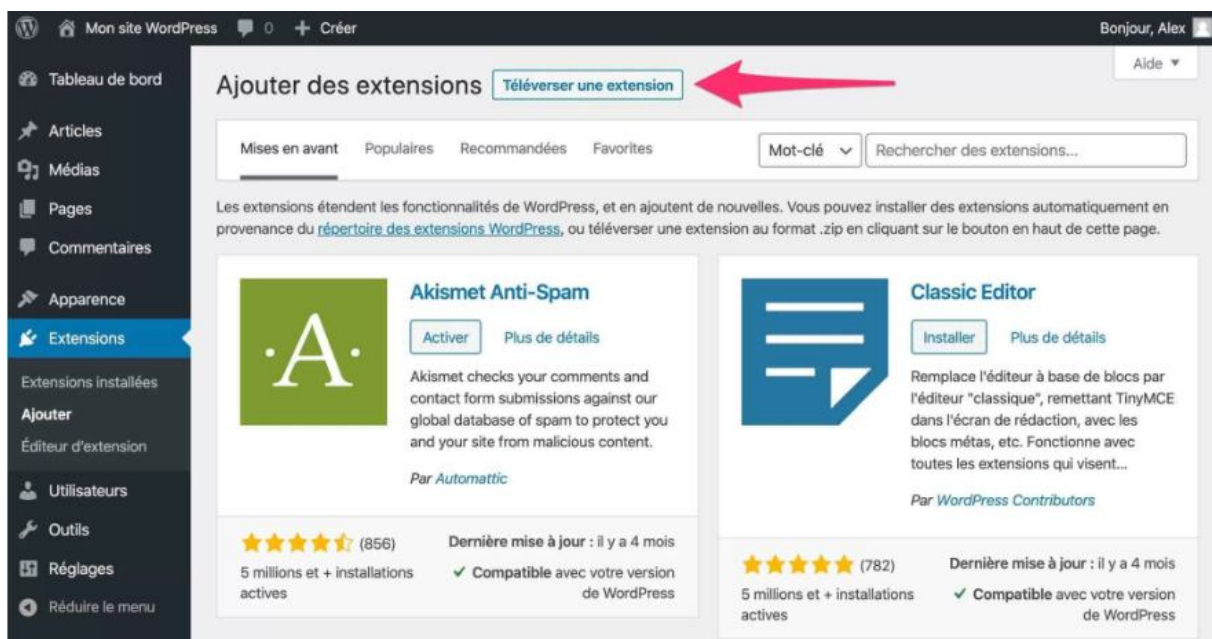 Mon site WordPress 0 + Créer Bonjour, Alex
Aide ▼
Tableau de bord
Articles
Médias
Pages
Commentaires
Apparence
Extensions
Extensions installées
Ajouter
Éditeur d'extension
Utilisateurs
Outils
Réglages
Réduire le menu
Ajouter des extensions Téléverser une extension
Mises en avant Populaires Recommandées Favorites Mot-clé Rechercher des extensions...
Les extensions étendent les fonctionnalités de WordPress, et en ajoutent de nouvelles. Vous pouvez installer des extensions automatiquement en
provenance du répertoire des extensions WordPress, ou téléverser une extension au format .zip en cliquant sur le bouton en haut de cette page.
·A·
Akismet Anti-Spam
Activer Plus de détails
Akismet checks your comments and
contact form submissions against our
global database of spam to protect you
and your site from malicious content.
Par Automattic
(856)
5 millions et + installations
actives
Dernière mise à jour : il y a 4 mois
✓ Compatible avec votre version
de WordPress
Classic Editor
Installer Plus de détails
Remplace l'éditeur à base de blocs par
l'éditeur "classique", remettant TinyMCE
dans l'écran de rédaction, avec les
blocs métas, etc. Fonctionne avec
toutes les extensions qui visent...
Par WordPress Contributors
(782)
5 millions et + installations
actives
Dernière mise à jour : il y a 4 mois
✓ Compatible avec votre version
de WordPress